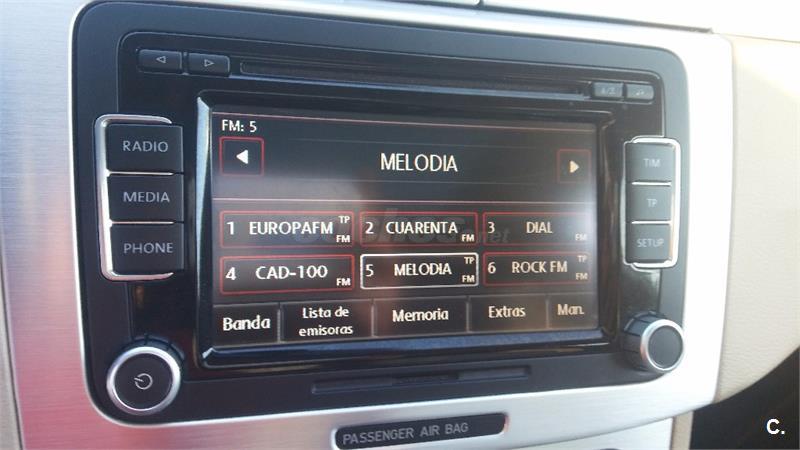 RADIO
MEDIA
PHONE
FM: 5
MELODIA
1 EUROPAFM TP FM
2 CUARENTA FM
3 DIAL FM
4 CAD-100 FM
5 MELODIA TP FM
6 ROCK FM TP FM
Banda
Lista de
emisoras
Memoria
Extras
Man.
TIM
TP
SETUP
PASSENGER AIR BAG
C.